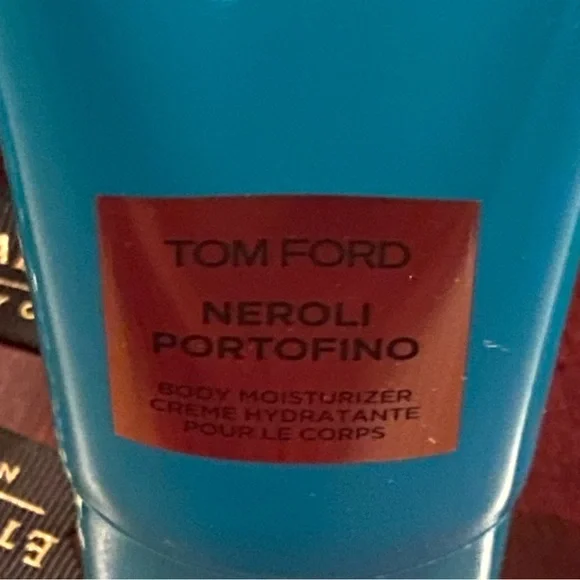 TOM FORD
NEROLI
PORTOFINO
BODY MOISTURIZER
CREME HYDRATANTE
POUR LE CORPS